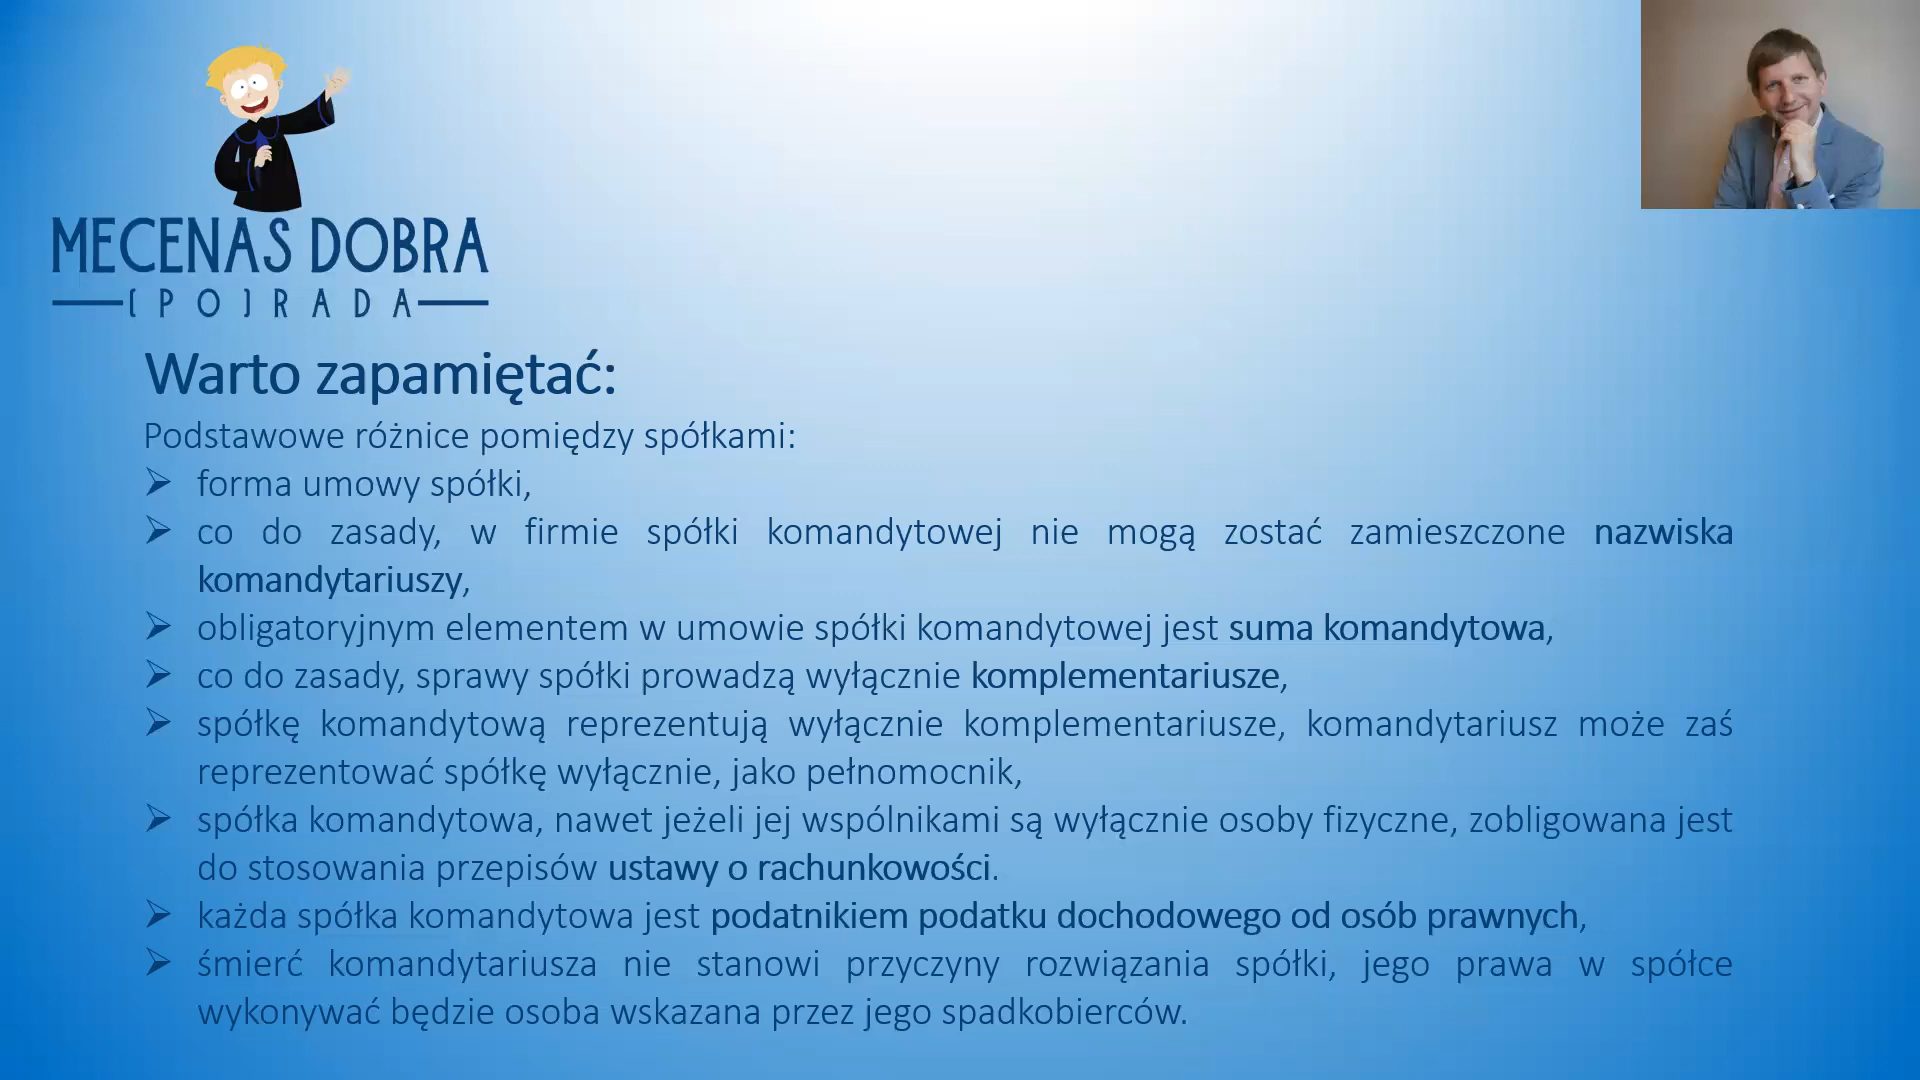 MECENAS DOBRA
(PO)RADA
Warto zapamiętać:
Podstawowe różnice pomiędzy spółkami:
➢ forma umowy spółki,
➢ co do zasady, w firmie spółki komandytowej nie mogą zostać zamieszczone nazwiska
komandytariuszy,
➢ obligatoryjnym elementem w umowie spółki komandytowej jest suma komandytowa,
➢ co do zasady, sprawy spółki prowadzą wyłącznie komplementariusze,
➢ spółkę komandytową reprezentują wyłącznie komplementariusze, komandytariusz może zaś
reprezentować spółkę wyłącznie, jako pełnomocnik,
➢ spółka komandytowa, nawet jeżeli jej wspólnikami są wyłącznie osoby fizyczne, zobligowana jest
do stosowania przepisów ustawy o rachunkowości.
➢ każda spółka komandytowa jest podatnikiem podatku dochodowego od osób prawnych,
➢ śmierć komandytariusza nie stanowi przyczyny rozwiązania spółki, jego prawa w spółce
wykonywać będzie osoba wskazana przez jego spadkobierców.